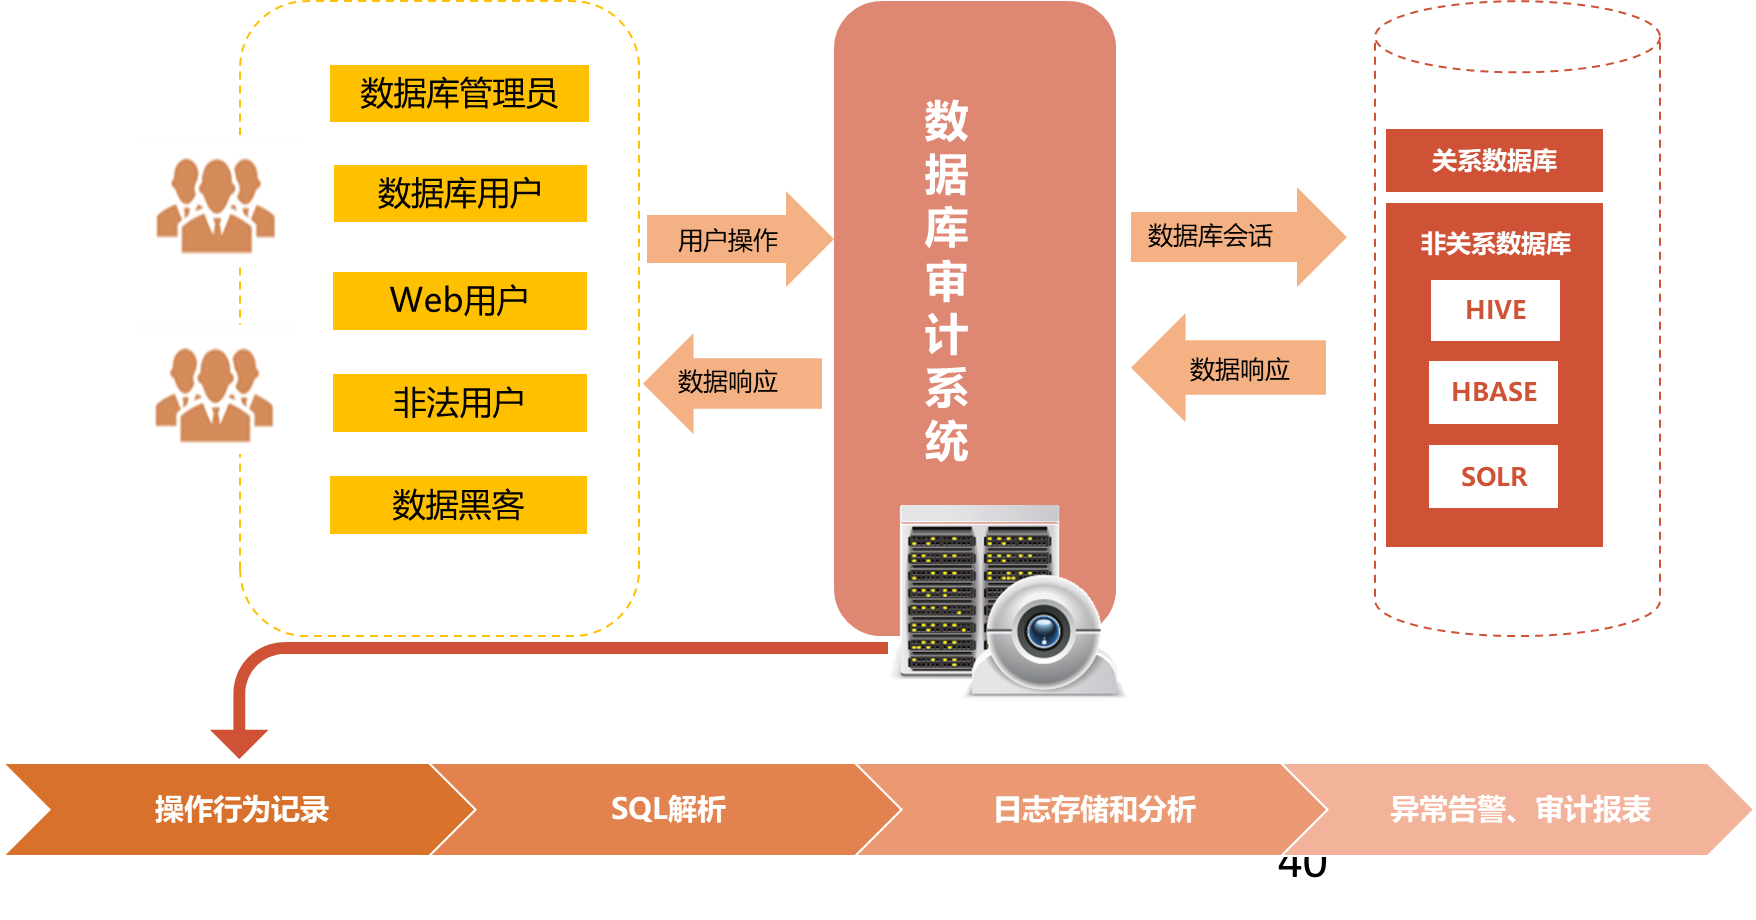 数据库管理员
数据库用户
Web用户
非法用户
数据黑客
用户操作
数据响应
数据库审计系统
数据库会话
数据响应
关系数据库
非关系数据库
HIVE
HBASE
SOLR
操作行为记录
SQL解析
日志存储和分析
异常告警、审计报表
40